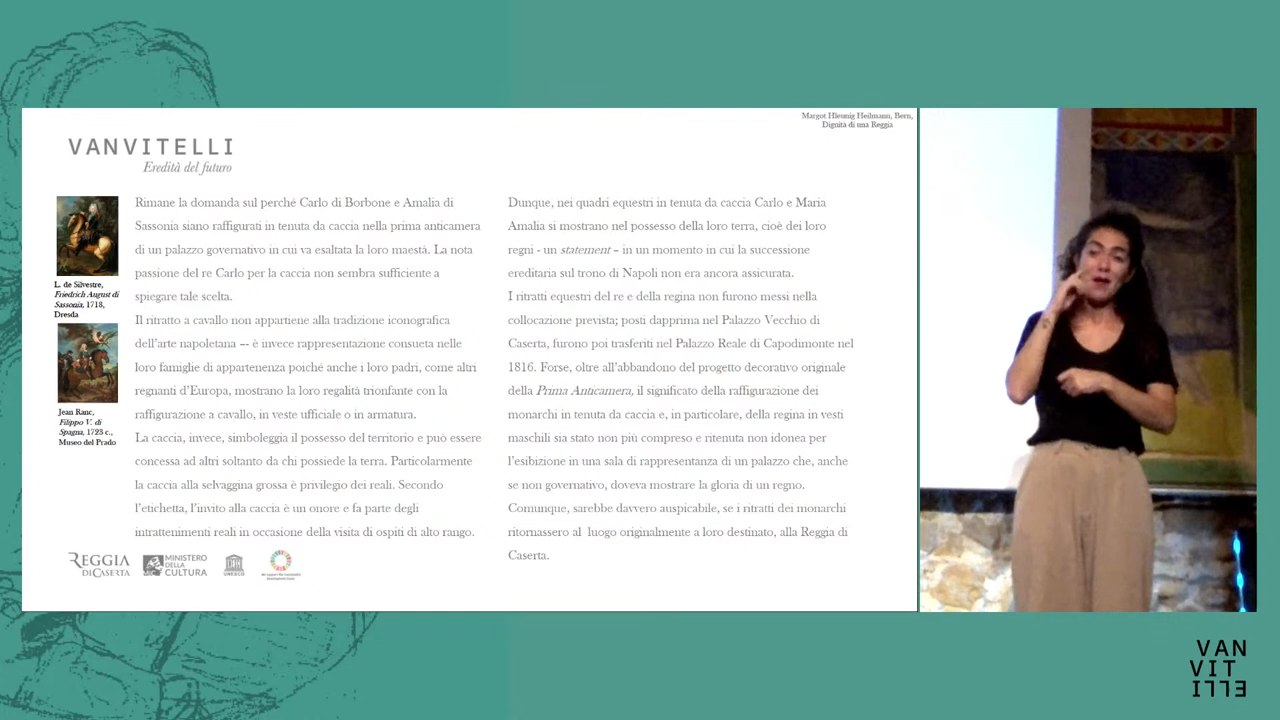 Margot Hleunig Heilmann, Beru,
Dignità di una Reggia
VANVITELLI
Eredità del futuro
L. de Silvestre,
Friedrich August di
Sassonia, 1718,
Dresda
Jean Ranc,
Filippo V. di
Spagna, 1723 c.,
Museo del Prado
Rimane la domanda sul perché Carlo di Borbone e Amalia di
Sassonia siano raffigurati in tenuta da caccia nella prima anticamera
di un palazzo governativo in cui va esaltata la loro maestà. La nota
passione del re Carlo per la caccia non sembra sufficiente a
spiegare tale scelta.
Il ritratto a cavallo non appartiene alla tradizione iconografica
dell’arte napoletana –- è invece rappresentazione consueta nelle
loro famiglie di appartenenza poiché anche i loro padri, come altri
regnanti d’Europa, mostrano la loro regalità trionfante con la
raffigurazione a cavallo, in veste ufficiale o in armatura.
La caccia, invece, simboleggia il possesso del territorio e può essere
concessa ad altri soltanto da chi possiede la terra. Particolarmente
la caccia alla selvaggina grossa è privilegio dei reali. Secondo
l’etichetta, l’invito alla caccia è un onore e fa parte degli
intrattenimenti reali in occasione della visita di ospiti di alto rango.
Dunque, nei quadri equestri in tenuta da caccia Carlo e Maria
Amalia si mostrano nel possesso della loro terra, cioè dei loro
regni - un statement – in un momento in cui la successione
ereditaria sul trono di Napoli non era ancora assicurata.
I ritratti equestri del re e della regina non furono messi nella
collocazione prevista; posti dapprima nel Palazzo Vecchio di
Caserta, furono poi trasferiti nel Palazzo Reale di Capodimonte nel
1816. Forse, oltre all’abbandono del progetto decorativo originale
della Prima Anticamera, il significato della raffigurazione dei
monarchi in tenuta da caccia e, in particolare, della regina in vesti
maschili sia stato non più compreso e ritenuta non idonea per
l’esibizione in una sala di rappresentanza di un palazzo che, anche
se non governativo, doveva mostrare la gloria di un regno.
Comunque, sarebbe davvero auspicabile, se i ritratti dei monarchi
ritornassero al luogo originalmente a loro destinato, alla Reggia di
Caserta.
REGGIA
DI CASERTA
MINISTERO
DELLA
CULTURA
UNESCO
VAN
VIT
ELLI